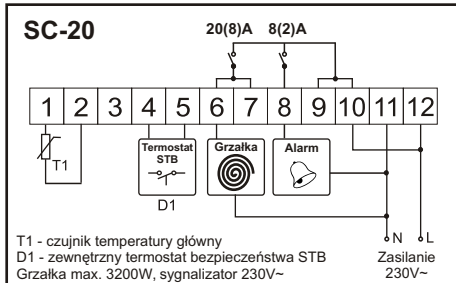 SC-20
20(8)A 8(2)A
1 2 3 4 5 6 7 8 9 10 11 12
T1
Termostat
STB
Grzałka
Alarm
D1
T1 - czujnik temperatury główny
D1 - zewnętrzny termostat bezpieczeństwa STB
Grzałka max. 3200W, sygnalizator 230V~
N L
Zasilanie
230V~